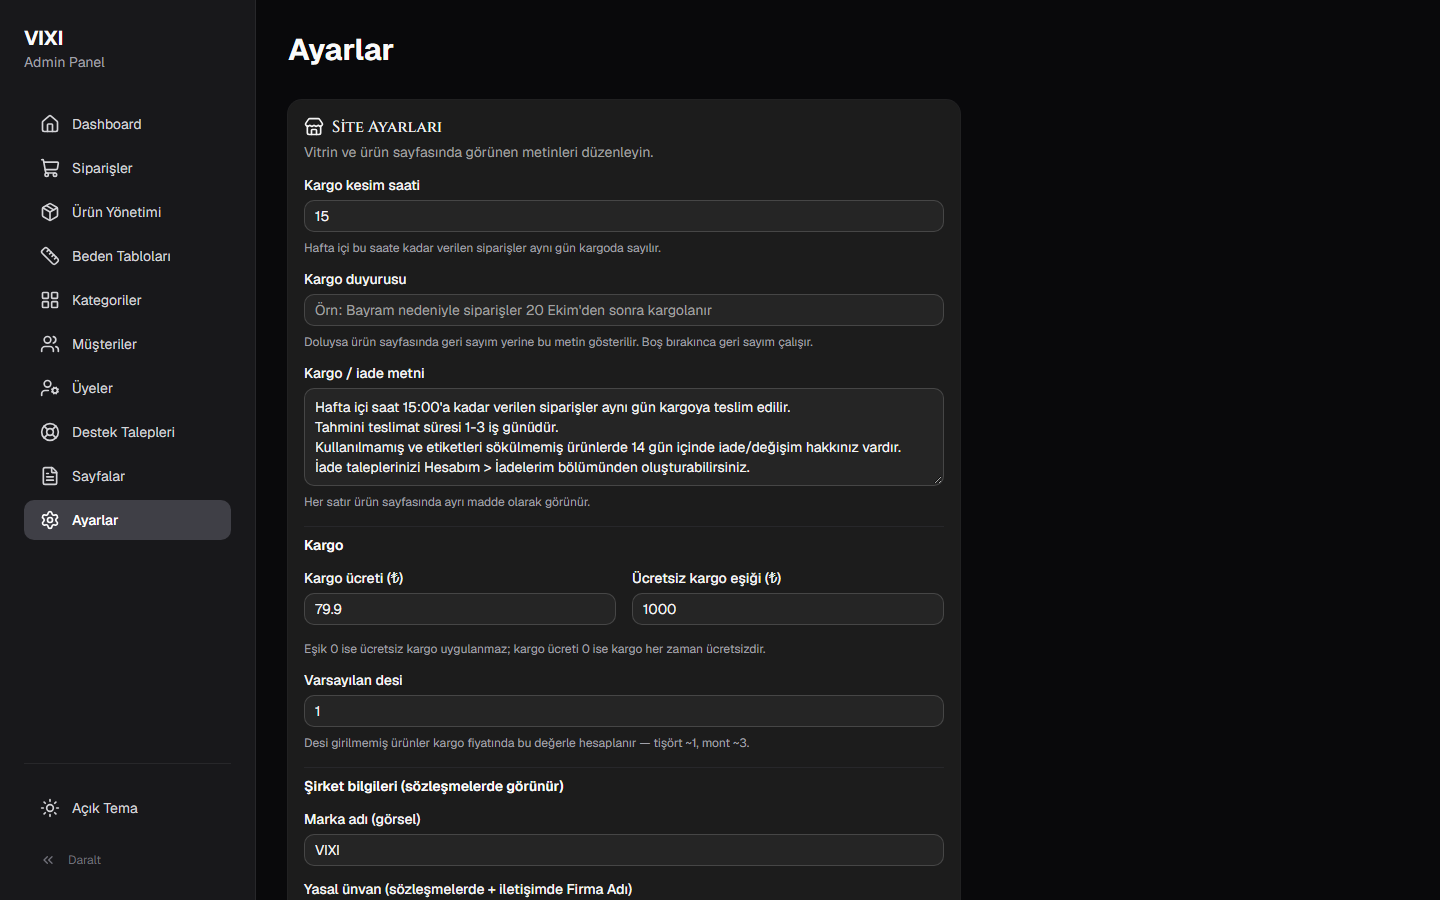 VIXI
Admin Panel
Dashboard
Siparişler
Ürün Yönetimi
Beden Tabloları
Kategoriler
Müşteriler
Üyeler
Destek Talepleri
Sayfalar
Ayarlar
Açık Tema
Daralt
Ayarlar
Site Ayarları
Vitrin ve ürün sayfasında görünen metinleri düzenleyin.
Kargo kesim saati
15
Hafta içi bu saate kadar verilen siparişler aynı gün kargoda sayılır.
Kargo duyurusu
Örn: Bayram nedeniyle siparişler 20 Ekim'den sonra kargolanır
Doluysa ürün sayfasında geri sayım yerine bu metin gösterilir. Boş bırakınca geri sayım çalışır.
Kargo / iade metni
Hafta içi saat 15:00'a kadar verilen siparişler aynı gün kargoya teslim edilir.
Tahmini teslimat süresi 1-3 iş günüdür.
Kullanılmamış ve etiketleri sökülmemiş ürünlerde 14 gün içinde iade/değişim hakkınız vardır.
İade taleplerinizi Hesabım > İadelerim bölümünden oluşturabilirsiniz.
Her satır ürün sayfasında ayrı madde olarak görünür.
Kargo
Kargo ücreti (₺)
Ücretsiz kargo eşiği (₺)
79.9
1000
Eşik 0 ise ücretsiz kargo uygulanmaz; kargo ücreti 0 ise kargo her zaman ücretsizdir.
Varsayılan desi
1
Desi girilmemiş ürünler kargo fiyatında bu değerle hesaplanır — tişört ~1, mont ~3.
Şirket bilgileri (sözleşmelerde görünür)
Marka adı (görsel)
VIXI
Yasal ünvan (sözleşmelerde + iletişimde Firma Adı)